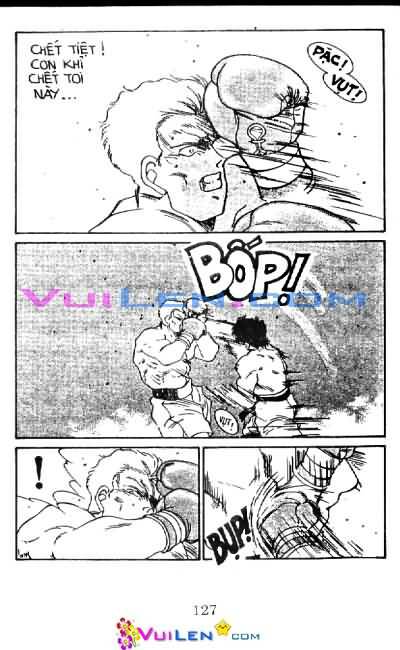 CHẾT TIỆT!
CON KHỈ
CHẾT TOI
NÀY...
PẶC!
VỤT!
BỐP!
VUILEN.COM
VỤT!
!
BỤP!
127
VUILEN.COM